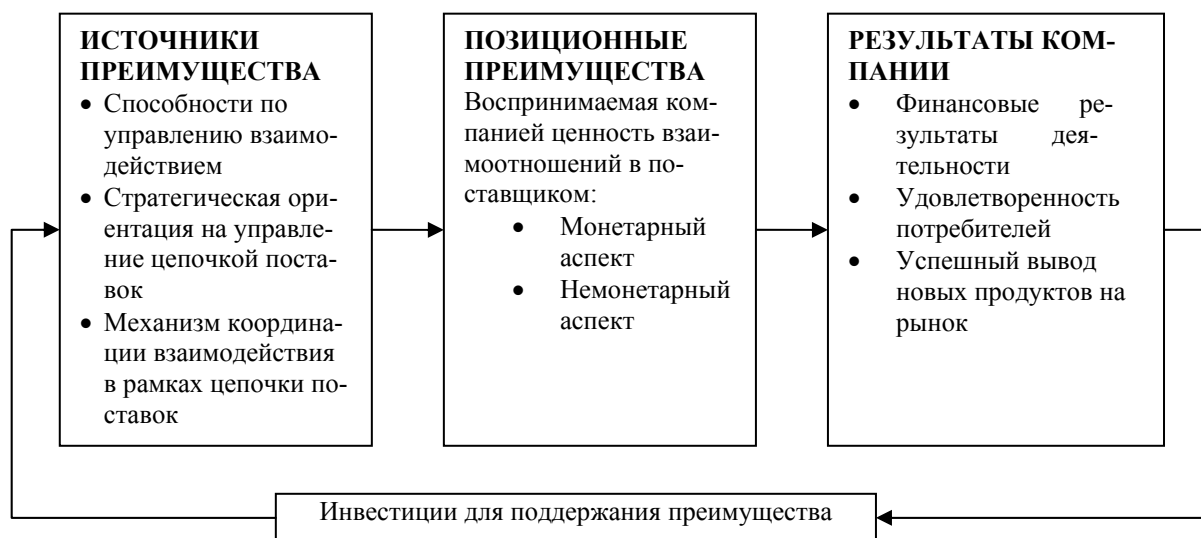 ИСТОЧНИКИ
ПРЕИМУЩЕСТВА
• Способности по
управлению взаимо-
действием
• Стратегическая ори-
ентация на управле-
ние цепочкой поста-
вок
• Механизм координа-
ции взаимодействия
в рамках цепочки по-
ставок
ПОЗИЦИОННЫЕ
ПРЕИМУЩЕСТВА
Воспринимаемая ком-
панией ценность взаи-
моотношений в по-
ставщиком:
• Монетарный
аспект
• Немонетарный
аспект
РЕЗУЛЬТАТЫ КОМ-
ПАНИИ
• Финансовые ре-
зультаты дея-
тельности
• Удовлетворенность
потребителей
• Успешный вывод
новых продуктов на
рынок
Инвестиции для поддержания преимущества